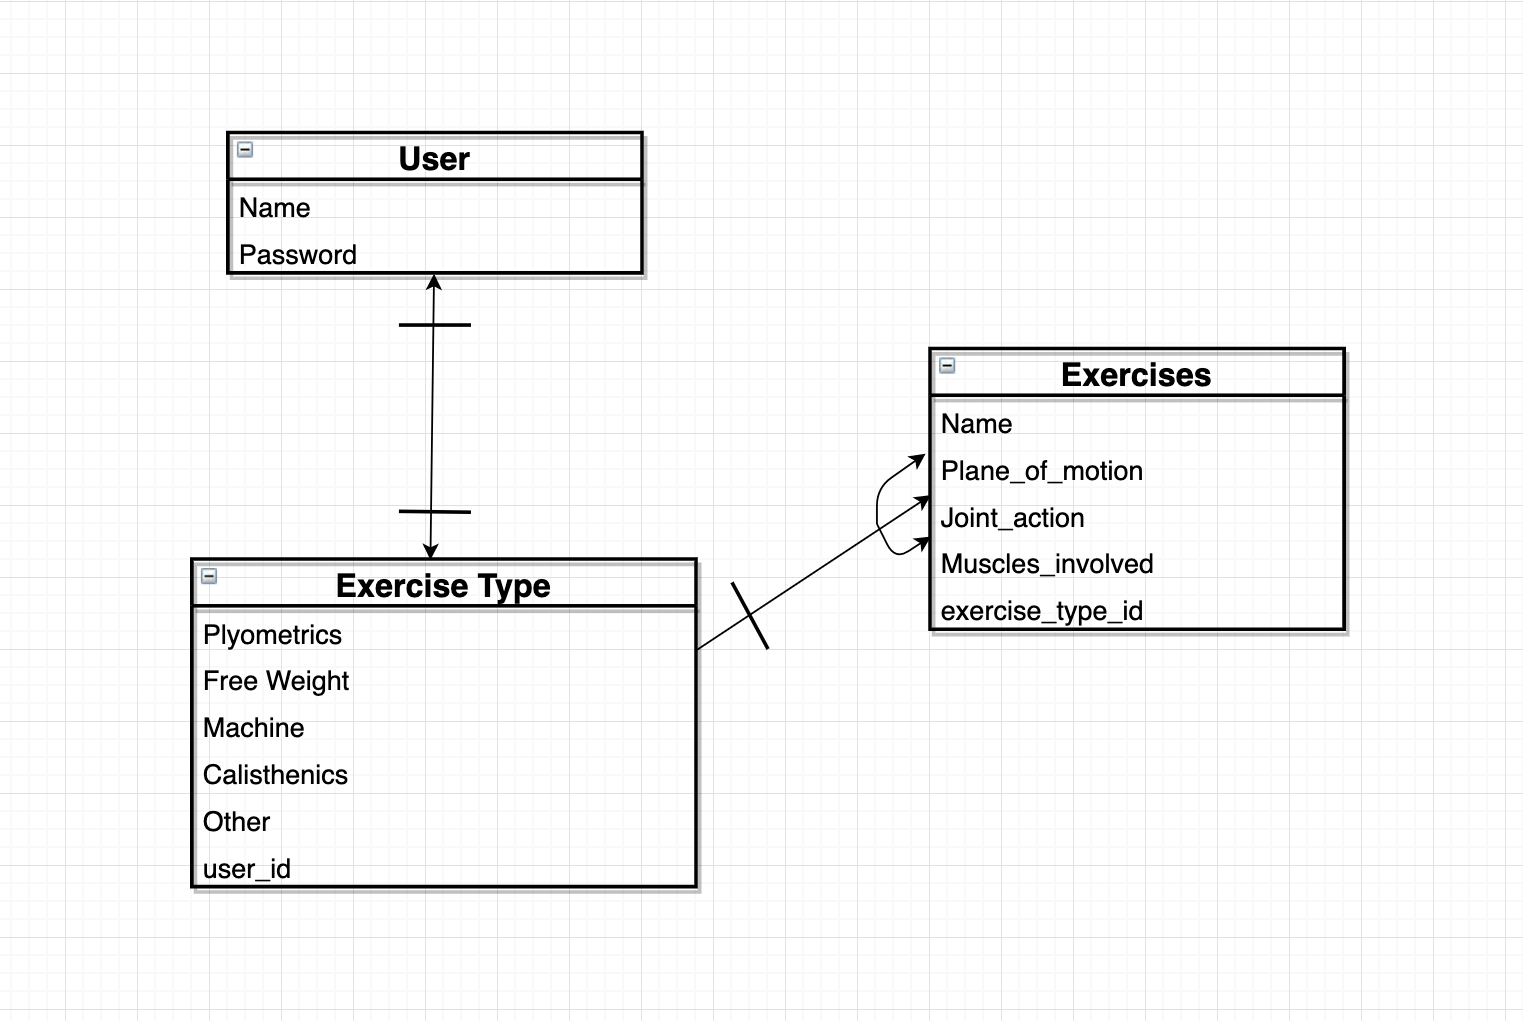 User
Name
Password
Exercises
Name
Plane_of_motion
Joint_action
Muscles_involved
exercise_type_id
Exercise Type
Plyometrics
Free Weight
Machine
Calisthenics
Other
user_id